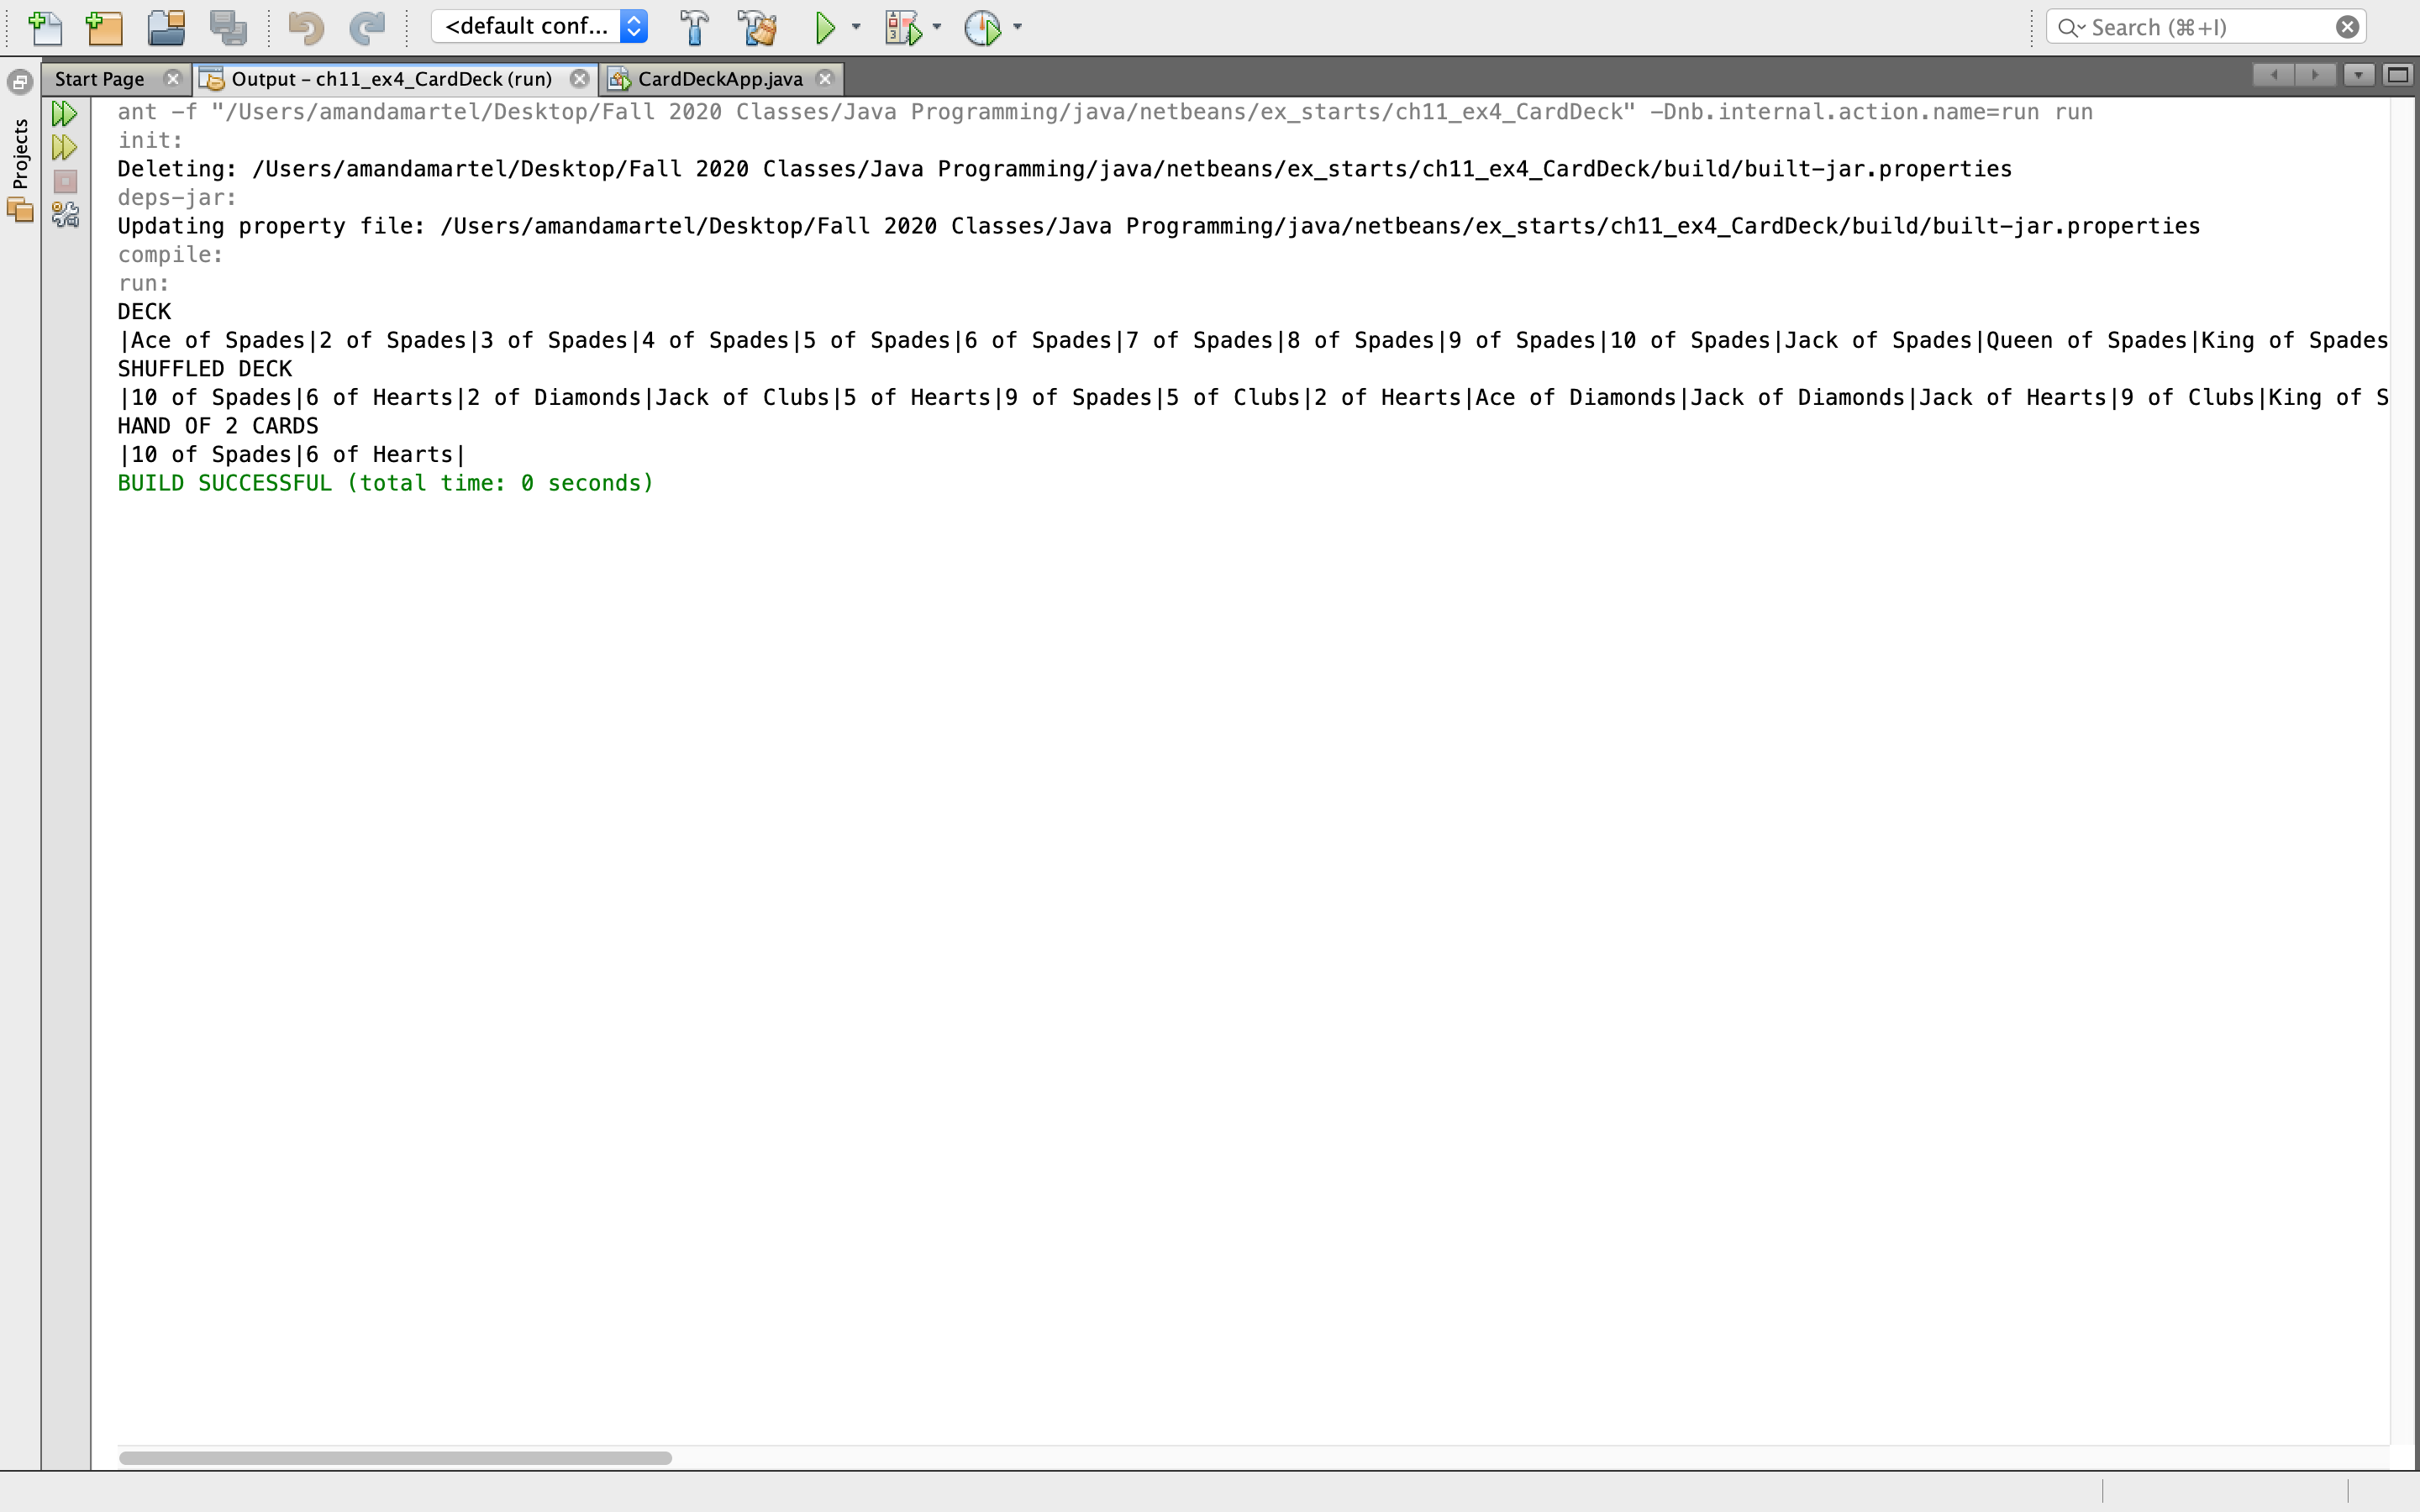 <default conf...
Search (⌘+I)
Start Page
Output – ch11_ex4_CardDeck (run)
CardDeckApp.java
Projects
ant -f "/Users/amandamartel/Desktop/Fall 2020 Classes/Java Programming/java/netbeans/ex_starts/ch11_ex4_CardDeck" -Dnb.internal.action.name=run run
init:
Deleting: /Users/amandamartel/Desktop/Fall 2020 Classes/Java Programming/java/netbeans/ex_starts/ch11_ex4_CardDeck/build/built-jar.properties
deps-jar:
Updating property file: /Users/amandamartel/Desktop/Fall 2020 Classes/Java Programming/java/netbeans/ex_starts/ch11_ex4_CardDeck/build/built-jar.properties
compile:
run:
DECK
|Ace of Spades|2 of Spades|3 of Spades|4 of Spades|5 of Spades|6 of Spades|7 of Spades|8 of Spades|9 of Spades|10 of Spades|Jack of Spades|Queen of Spades|King of Spades
SHUFFLED DECK
|10 of Spades|6 of Hearts|2 of Diamonds|Jack of Clubs|5 of Hearts|9 of Spades|5 of Clubs|2 of Hearts|Ace of Diamonds|Jack of Diamonds|Jack of Hearts|9 of Clubs|King of S
HAND OF 2 CARDS
|10 of Spades|6 of Hearts|
BUILD SUCCESSFUL (total time: 0 seconds)